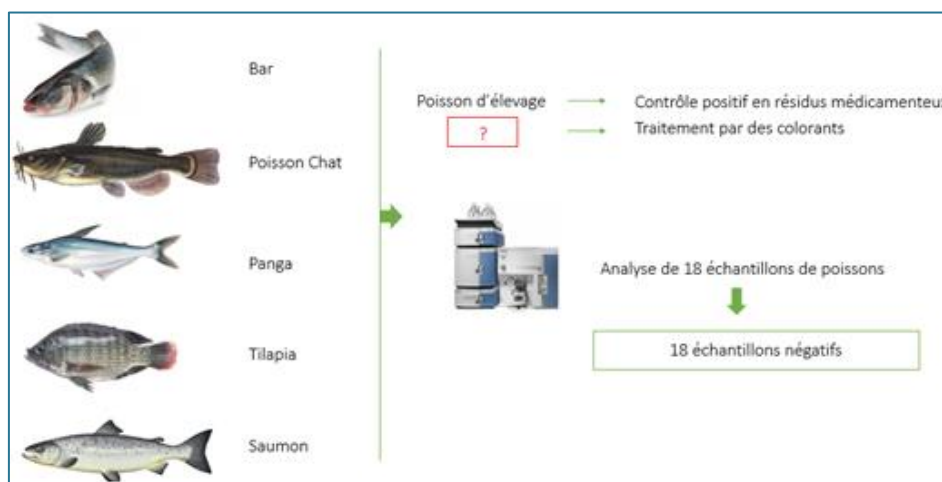 Bar
Poisson Chat
Panga
Tilapia
Saumon
Poisson d'élevage
?
Contrôle positif en résidus médicamenteux
Traitement par des colorants
Analyse de 18 échantillons de poissons
18 échantillons négatifs